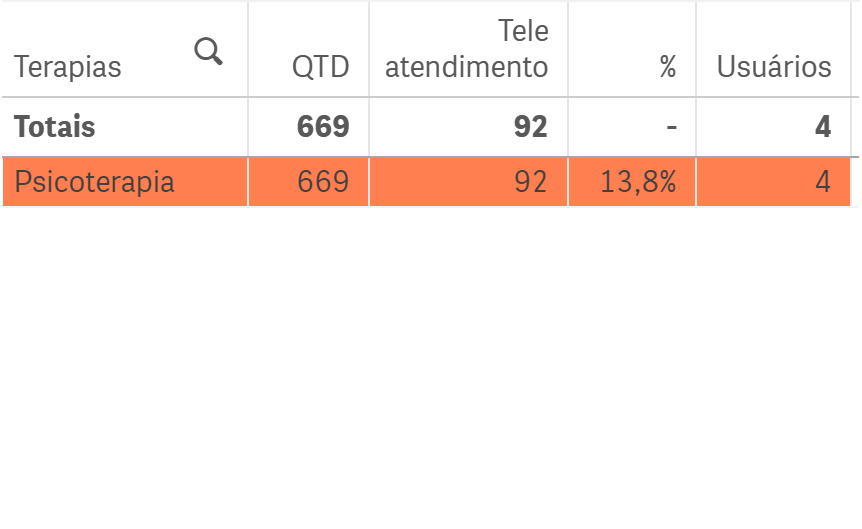 Terapias QTD Tele atendimento % Usuários
Totais 669 92 - 4
Psicoterapia 669 92 13,8% 4